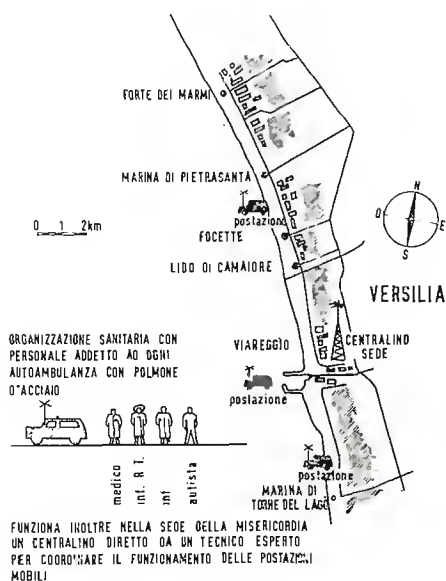 FORTE DEI MARMI
MARINA DI PIETRASANTA
postazione
0 1 2km
FOCETTE
LIDO DI CAMAIORE
N
O
E
S
VERSILIA
VIAREGGIO
CENTRALINO
SEDE
postazione
ORGANIZZAZIONE SANITARIA CON
PERSONALE ADDETTO AD OGNI
AUTOAMBULANZA CON POLMONE
D'ACCIAIO
medico
inf. R.T.
inf
autista
postazione
MARINA DI
TORRE DEL LAGO
FUNZIONA INOLTRE NELLA SEDE DELLA MISERICORDIA
UN CENTRALINO DIRETTO DA UN TECNICO ESPERTO
PER COORDINARE IL FUNZIONAMENTO DELLE POSTAZIONI
MOBILI